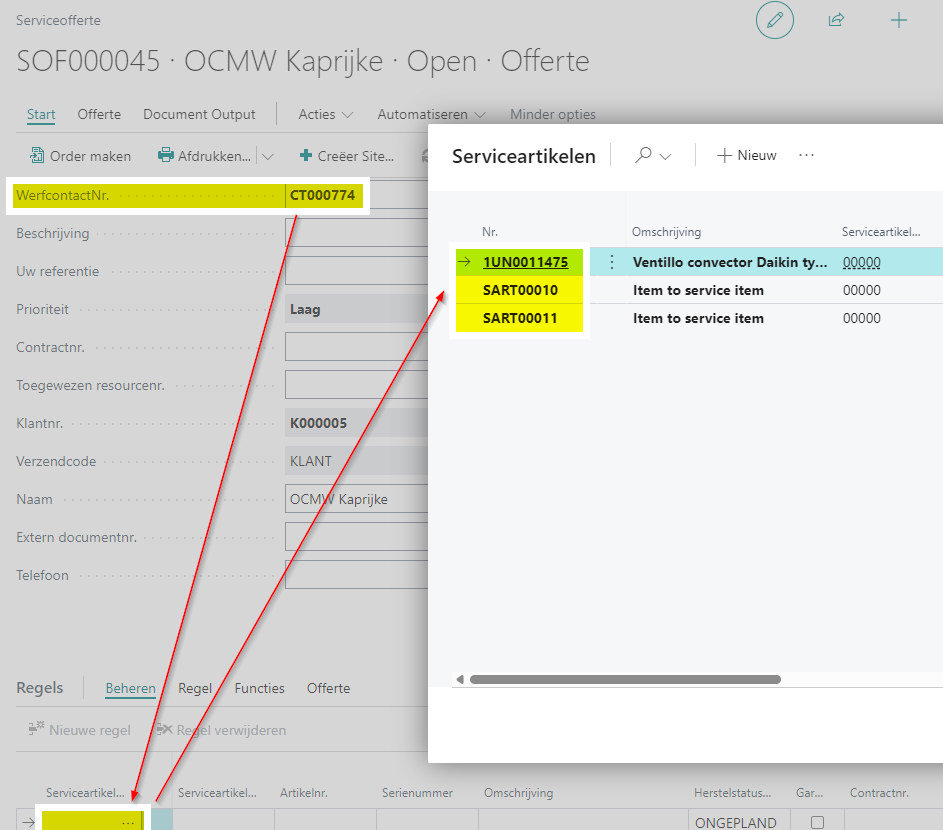 Serviceofferte
SOF000045 · OCMW Kaprijke · Open · Offerte
Start Offerte Document Output Acties Automatiseren Minder opties
Order maken Afdrukken... Creëer Site...
WerfcontactNr. CT000774
Beschrijving
Uw referentie
Prioriteit Laag
Contractnr.
Toegewezen resourcenr.
Klantnr. K000005
Verzendcode KLANT
Naam OCMW Kaprijke
Extern documentnr.
Telefoon
Serviceartikelen Nieuw ...
Nr. Omschrijving Serviceartikel...
1UN0011475 Ventillo convector Daikin ty... 00000
SART00010 Item to service item 00000
SART00011 Item to service item 00000
Regels Beheren Regel Functies Offerte
Nieuwe regel Regel verwijderen
Serviceartikel... Serviceartikel... Artikelnr. Serienummer Omschrijving Herstelstatus... Gar... Contractnr.
... ONGEPLAND